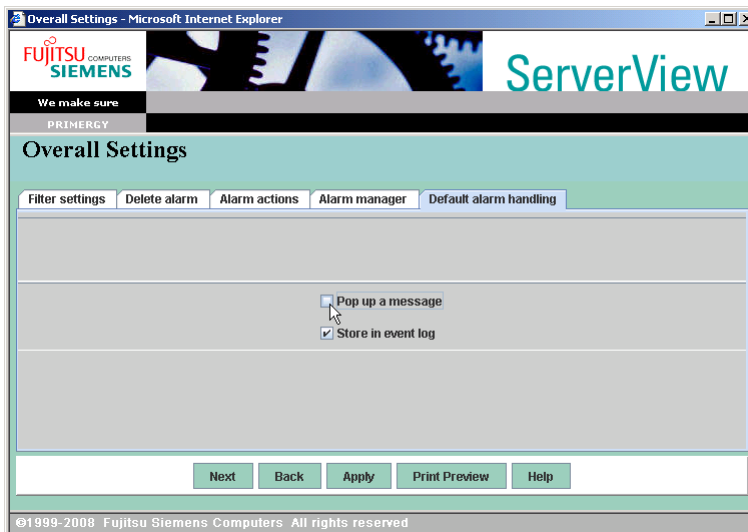 Overall Settings - Microsoft Internet Explorer
FUJITSU COMPUTERS
SIEMENS
ServerView
We make sure
PRIMERGY
Overall Settings
Filter settings Delete alarm Alarm actions Alarm manager Default alarm handling
Pop up a message
Store in event log
Next Back Apply Print Preview Help
©1999-2008 Fujitsu Siemens Computers All rights reserved